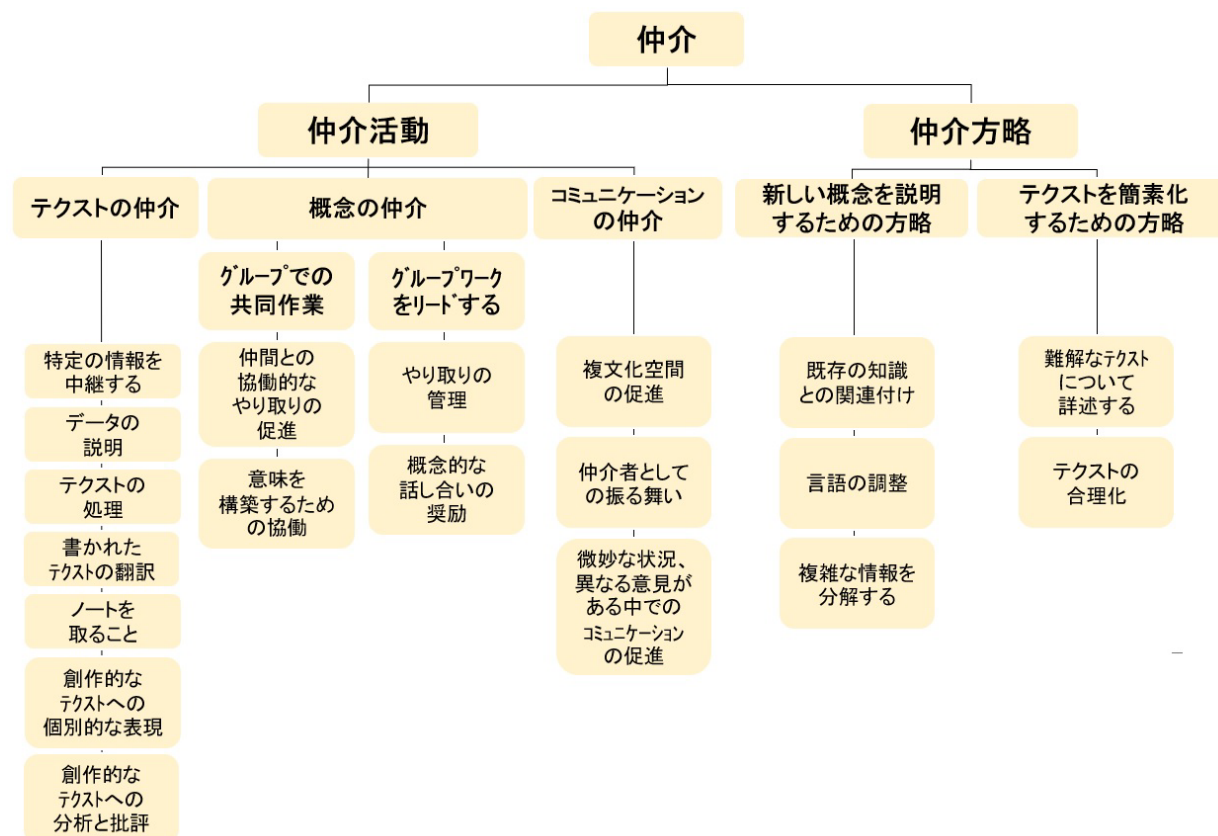 仲介
仲介活動
仲介方略
テクストの仲介
概念の仲介
コミュニケーション
の仲介
新しい概念を説明
するための方略
テクストを簡素化
するための方略
グループでの
共同作業
グループワーク
をリードする
特定の情報を
中継する
データの
説明
テクストの
処理
書かれた
テクストの翻訳
ノートを
取ること
創作的な
テクストへの
個別的な表現
創作的な
テクストへの
分析と批評
仲間との
協働的な
やり取りの
促進
意味を
構築するため
の協働
やり取りの
管理
概念的な
話し合いの
奨励
複文化空間
の促進
仲介者として
の振る舞い
微妙な状況、
異なる意見が
ある中での
コミュニケーション
の促進
既存の知識
との関連付け
言語の調整
複雑な情報を
分解する
難解なテクスト
について
詳述する
テクストの
合理化